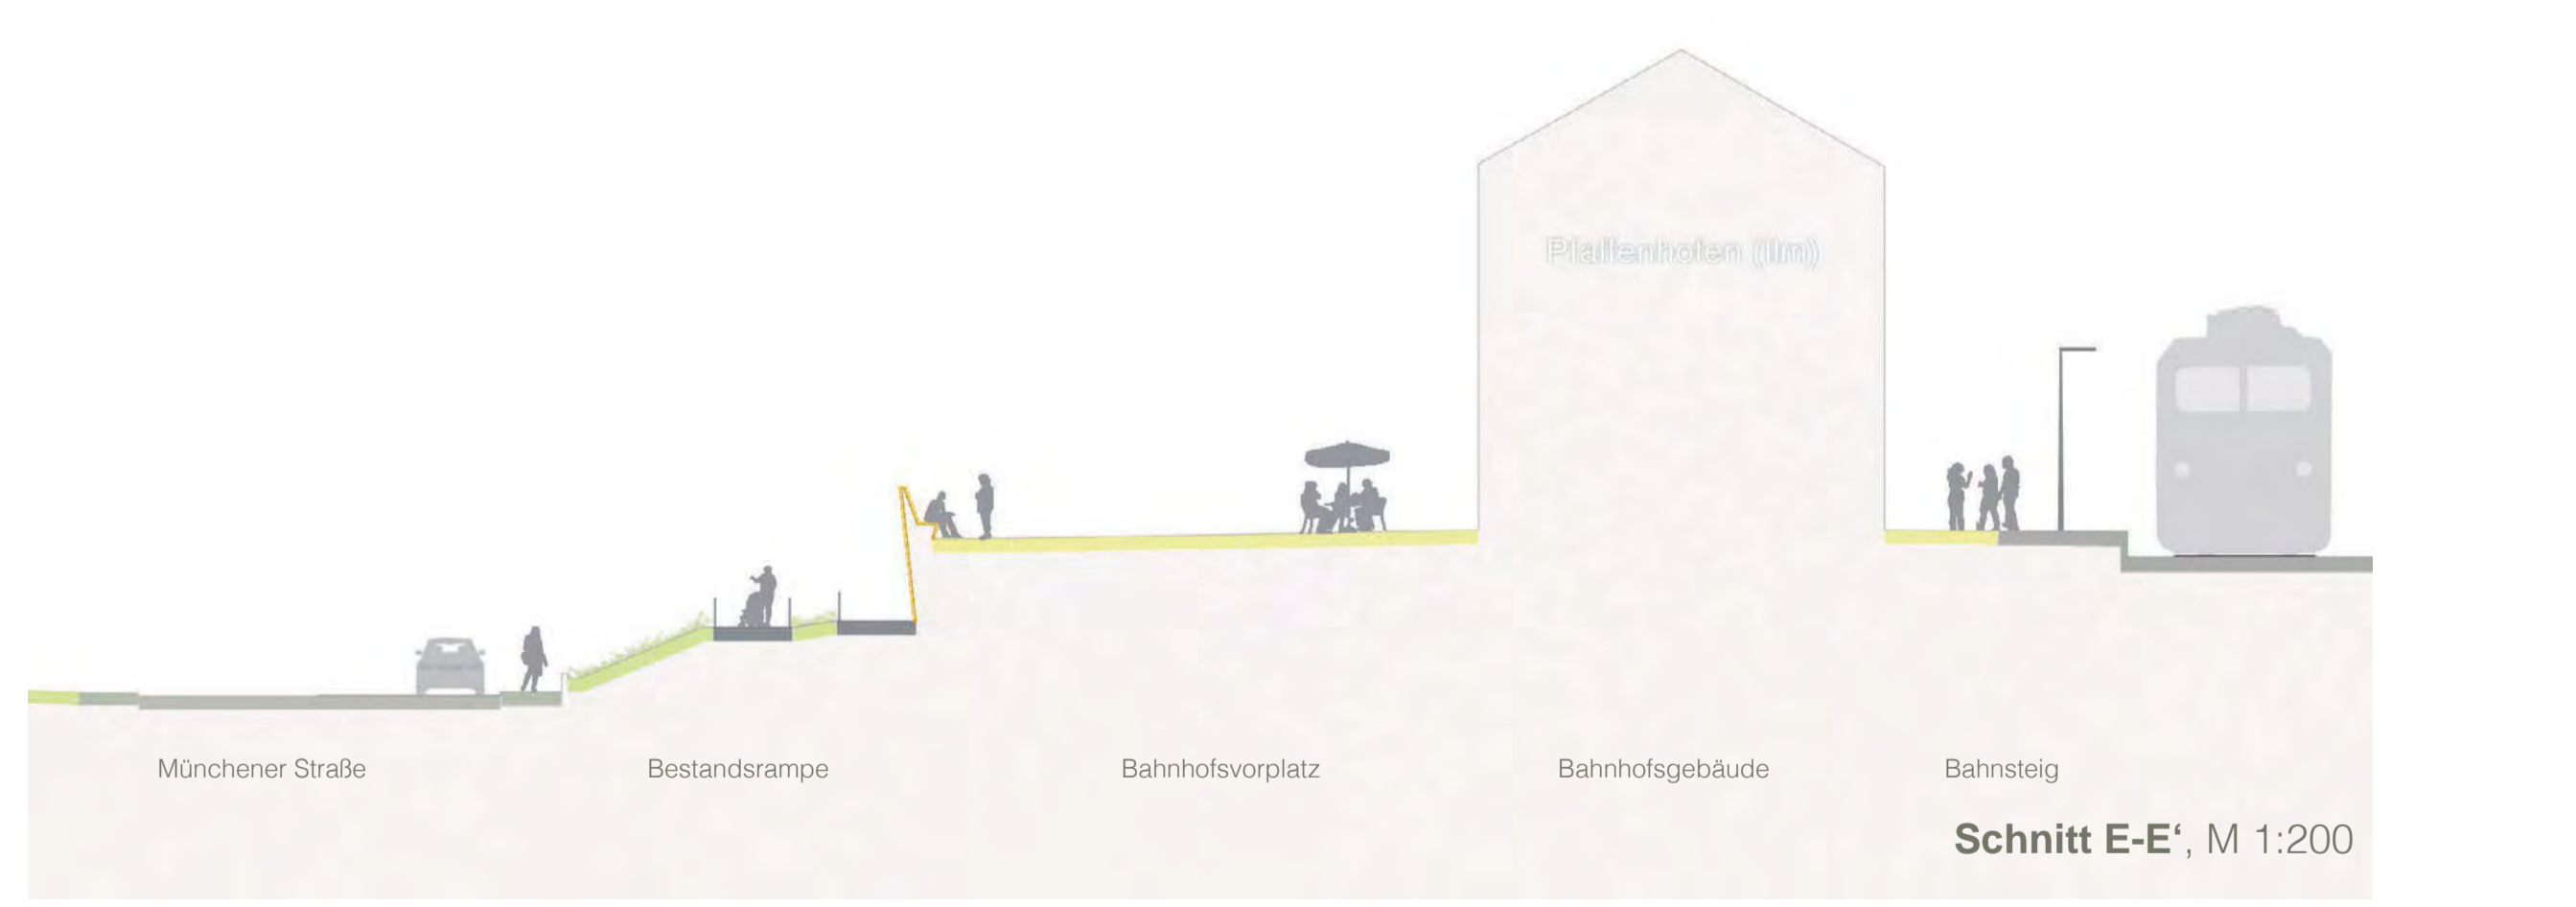 Pfaffenhofen (Ilm)
Münchener Straße
Bestandsrampe
Bahnhofsvorplatz
Bahnhofsgebäude
Bahnsteig
Schnitt E-E‘, M 1:200